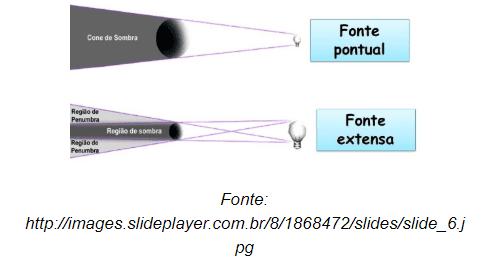 Cone de Sombra
Fonte
pontual
Região de
Penumbra
Região de sombra
Região de
Penumbra
Fonte
extensa
Fonte:
http://images.slideplayer.com.br/8/1868472/slides/slide_6.j
pg